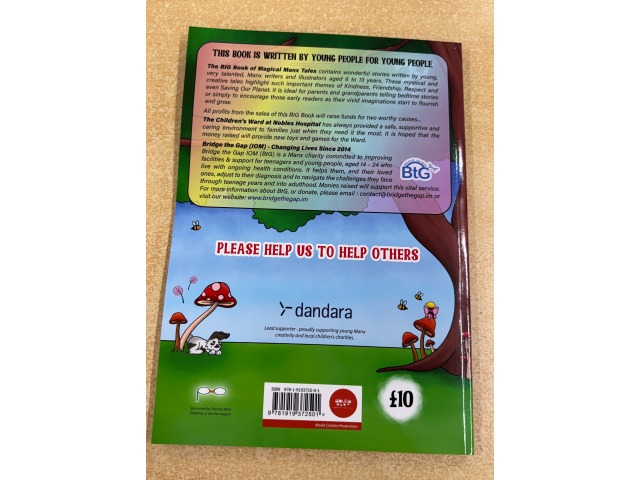 THIS BOOK IS WRITTEN BY YOUNG PEOPLE FOR YOUNG PEOPLE
The BIG Book of Magical Manx Tales contains wonderful stories written by young,
very talented, Manx writers and illustrators aged 6 to 13 years. These mystical and
creative tales highlight such important themes of Kindness, Friendship, Respect and
even Saving Our Planet. It is ideal for parents and grandparents telling bedtime stories
or simply to encourage those early readers as their vivid imaginations start to flourish
and grow.
All profits from the sales of this BIG Book will raise funds for two worthy causes...
The Children's Ward at Nobles Hospital has always provided a safe, supportive and
caring environment to families just when they need it the most. It is hoped that the
money raised will provide new toys and games for the Ward.
Bridge the Gap (IOM) - Changing Lives Since 2014
Bridge the Gap IOM (BtG) is a Manx charity committed to improving
facilities & support for teenagers and young people, aged 14 - 24 who
live with ongoing health conditions. It helps them, and their loved
ones, adjust to their diagnosis and to navigate the challenges they face
through teenage years and into adulthood. Monies raised will support this vital service.
For more information about BtG, or donate, please email : contact@bridgethegap.im or
visit our website: www.bridgethegap.im
BtG
PLEASE HELP US TO HELP OTHERS
dandara
Lead supporter - proudly supporting young Manx
creativity and local children's charities.
ISBN 978-1-9193725-0-1
9 781919 372501 >
£10